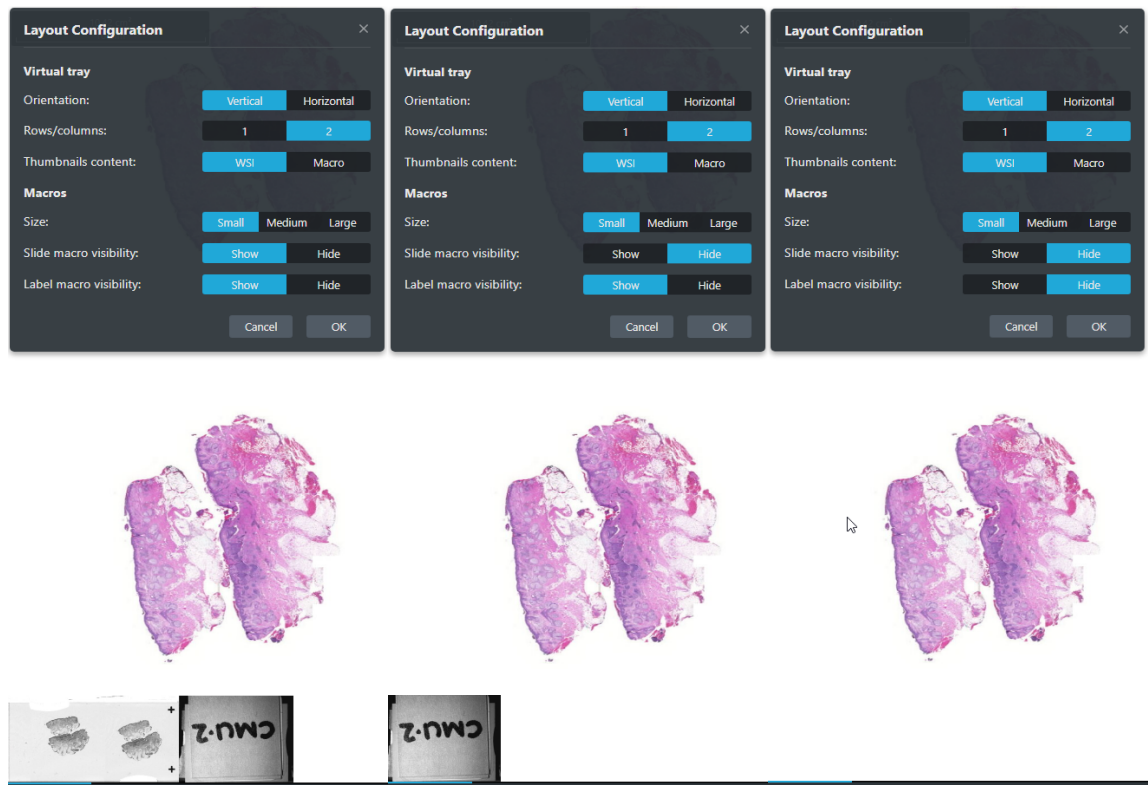 Layout Configuration ×
Virtual tray
Orientation: Vertical Horizontal
Rows/columns: 1 2
Thumbnails content: WSI Macro
Macros
Size: Small Medium Large
Slide macro visibility: Show Hide
Label macro visibility: Show Hide
Cancel OK
Layout Configuration ×
Virtual tray
Orientation: Vertical Horizontal
Rows/columns: 1 2
Thumbnails content: WSI Macro
Macros
Size: Small Medium Large
Slide macro visibility: Show Hide
Label macro visibility: Show Hide
Cancel OK
Layout Configuration ×
Virtual tray
Orientation: Vertical Horizontal
Rows/columns: 1 2
Thumbnails content: WSI Macro
Macros
Size: Small Medium Large
Slide macro visibility: Show Hide
Label macro visibility: Show Hide
Cancel OK
+
+
CMU-2
CMU-2